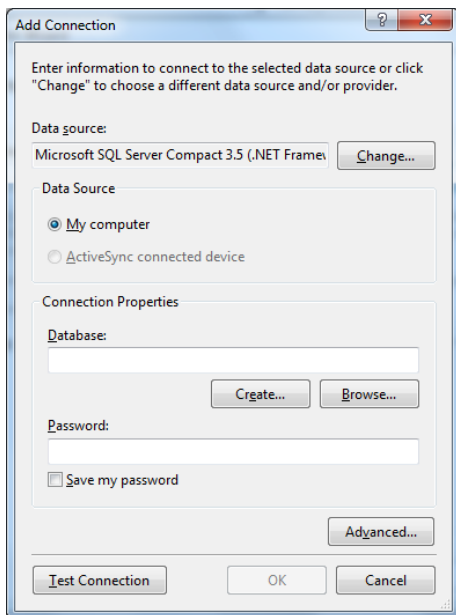 Add Connection
?
Enter information to connect to the selected data source or click
"Change" to choose a different data source and/or provider.
Data source:
Microsoft SQL Server Compact 3.5 (.NET Change...
Data Source
My computer
ActiveSync connected device
Connection Properties
Database:
Create... Browse...
Password:
Save my password
Advanced...
Test Connection OK Cancel